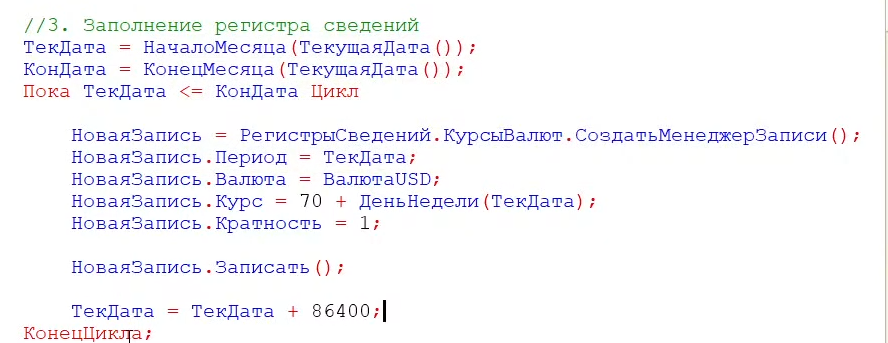 //3. Заполнение регистра сведений
ТекДата = НачалоМесяца(ТекущаяДата());
КонДата = КонецМесяца(ТекущаяДата());
Пока ТекДата <= КонДата Цикл
НоваяЗапись = РегистрыСведений.КурсыВалют.СоздатьМенеджерЗаписи();
НоваяЗапись.Период = ТекДата;
НоваяЗапись.Валюта = ВалютаUSD;
НоваяЗапись.Курс = 70 + ДеньНедели(ТекДата);
НоваяЗапись.Кратность = 1;
НоваяЗапись.Записать();
ТекДата = ТекДата + 86400;
КонецЦикла;